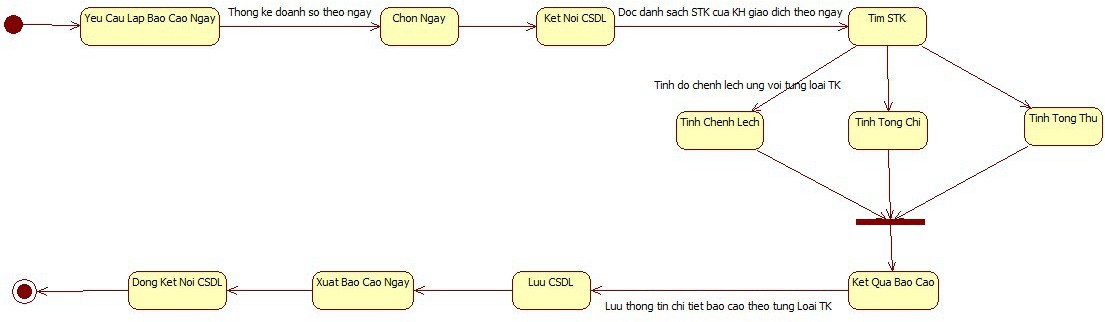 Yeu Cau Lap Bao Cao Ngay
Thong ke doanh so theo ngay
Chon Ngay
Ket Noi CSDL
Doc danh sach STK cua KH giao dich theo ngay
Tim STK
Tinh do chenh lech ung voi tung loai TK
Tinh Chenh Lech
Tinh Tong Chi
Tinh Tong Thu
Dong Ket Noi CSDL
Xuat Bao Cao Ngay
Luu CSDL
Luu thong tin chi tiet bao cao theo tung Loai TK
Ket Qua Bao Cao